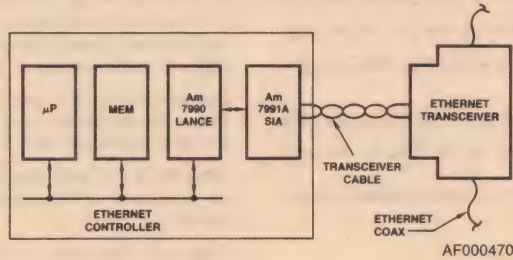 µP
MEM
Am
7990
LANCE
Am
7991A
SIA
ETHERNET
TRANSCEIVER
TRANSCEIVER
CABLE
ETHERNET
CONTROLLER
ETHERNET
COAX
AF000470